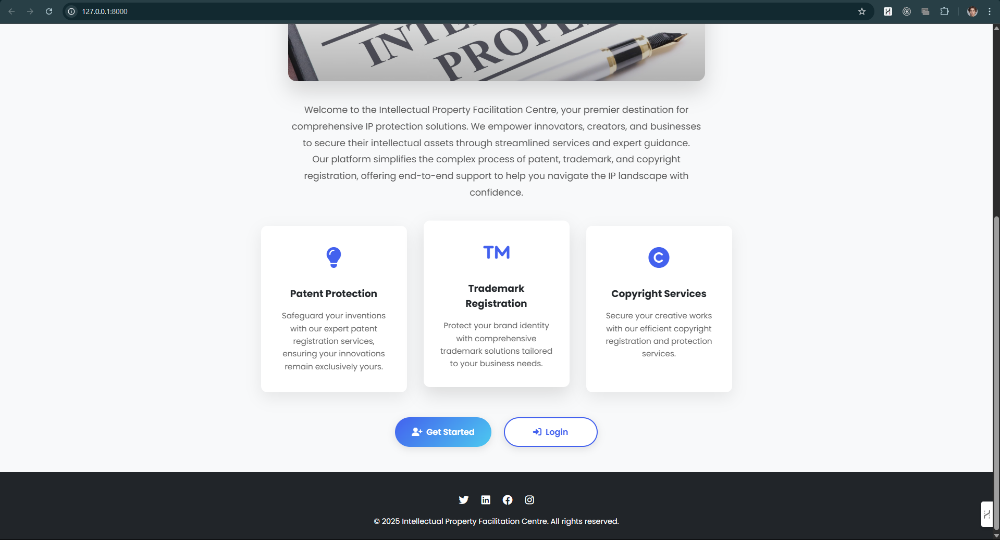 127.0.0.1:8000
INTE
PROPE
Welcome to the Intellectual Property Facilitation Centre, your premier destination for
comprehensive IP protection solutions. We empower innovators, creators, and businesses
to secure their intellectual assets through streamlined services and expert guidance.
Our platform simplifies the complex process of patent, trademark, and copyright
registration, offering end-to-end support to help you navigate the IP landscape with
confidence.
Patent Protection
Safeguard your inventions
with our expert patent
registration services,
ensuring your innovations
remain exclusively yours.
TM
Trademark
Registration
Protect your brand identity
with comprehensive
trademark solutions tailored
to your business needs.
C
Copyright Services
Secure your creative works
with our efficient copyright
registration and protection
services.
Get Started
Login
© 2025 Intellectual Property Facilitation Centre. All rights reserved.